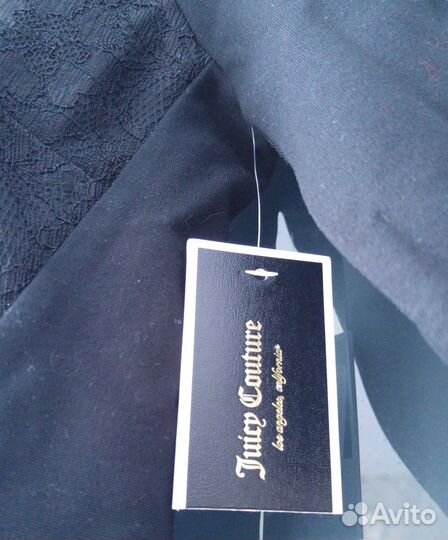 Juicy Couture
los angeles, california
Avito